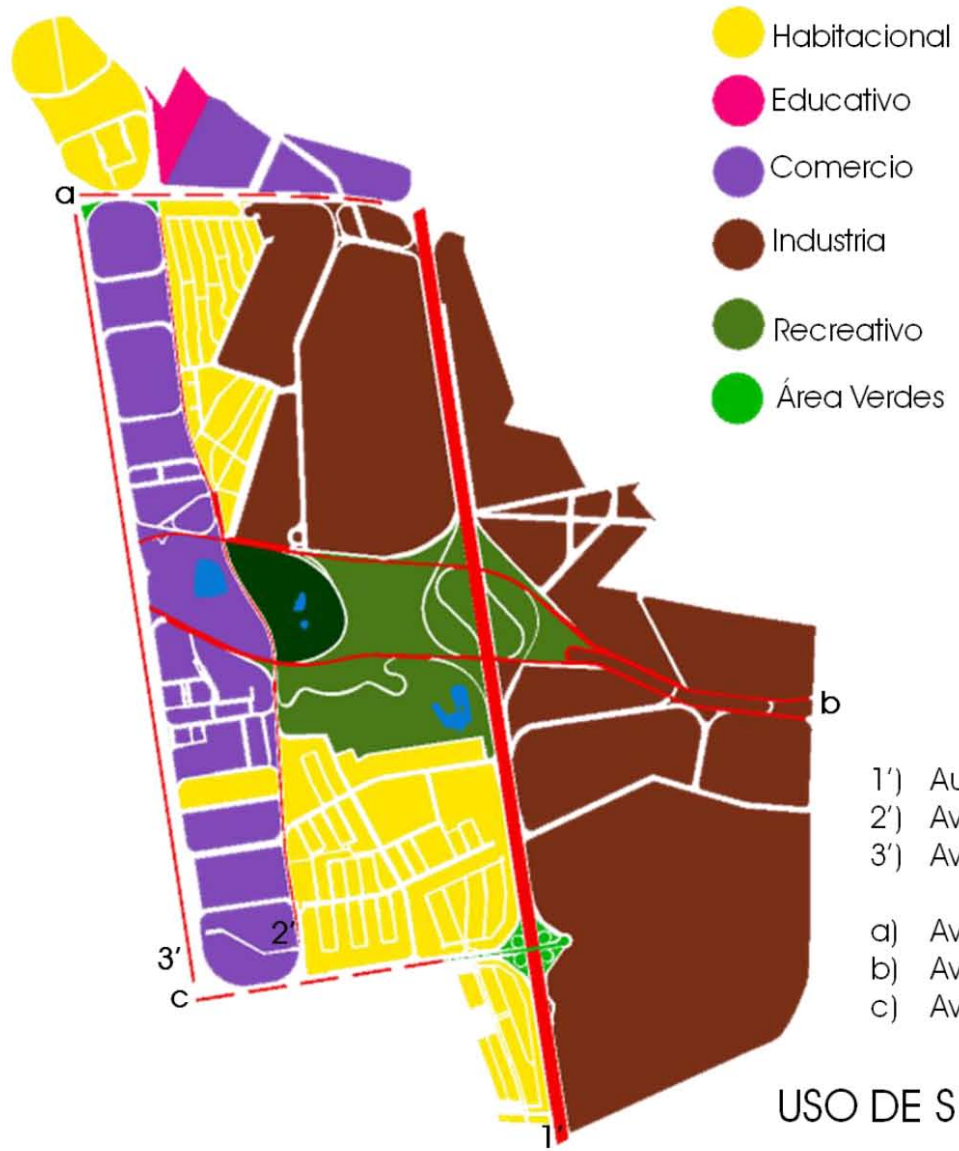 Habitacional
Educativo
Comercio
Industria
Recreativo
Área Verdes
a
b
1') Au
2') Av
3') Av
a) Av
b) Av
c) Av
2'
3'
c
1'
USO DE S